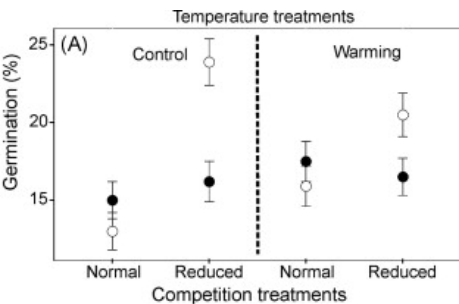 Temperature treatments
(A)
Control
Warming
Germination (%)
25
20
15
Normal Reduced Normal Reduced
Competition treatments